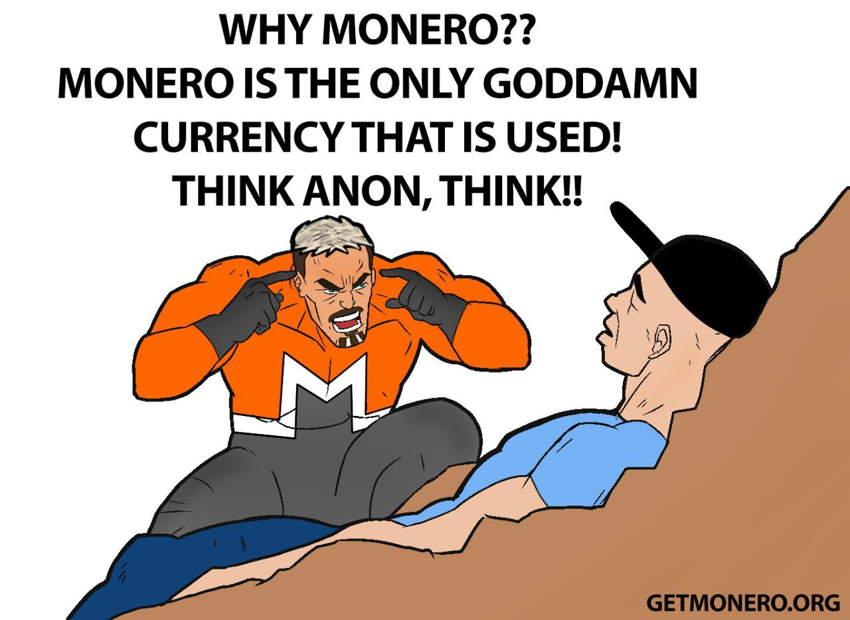 WHY MONERO??
MONERO IS THE ONLY GODDAMN
CURRENCY THAT IS USED!
THINK ANON, THINK!!
GETMONERO.ORG